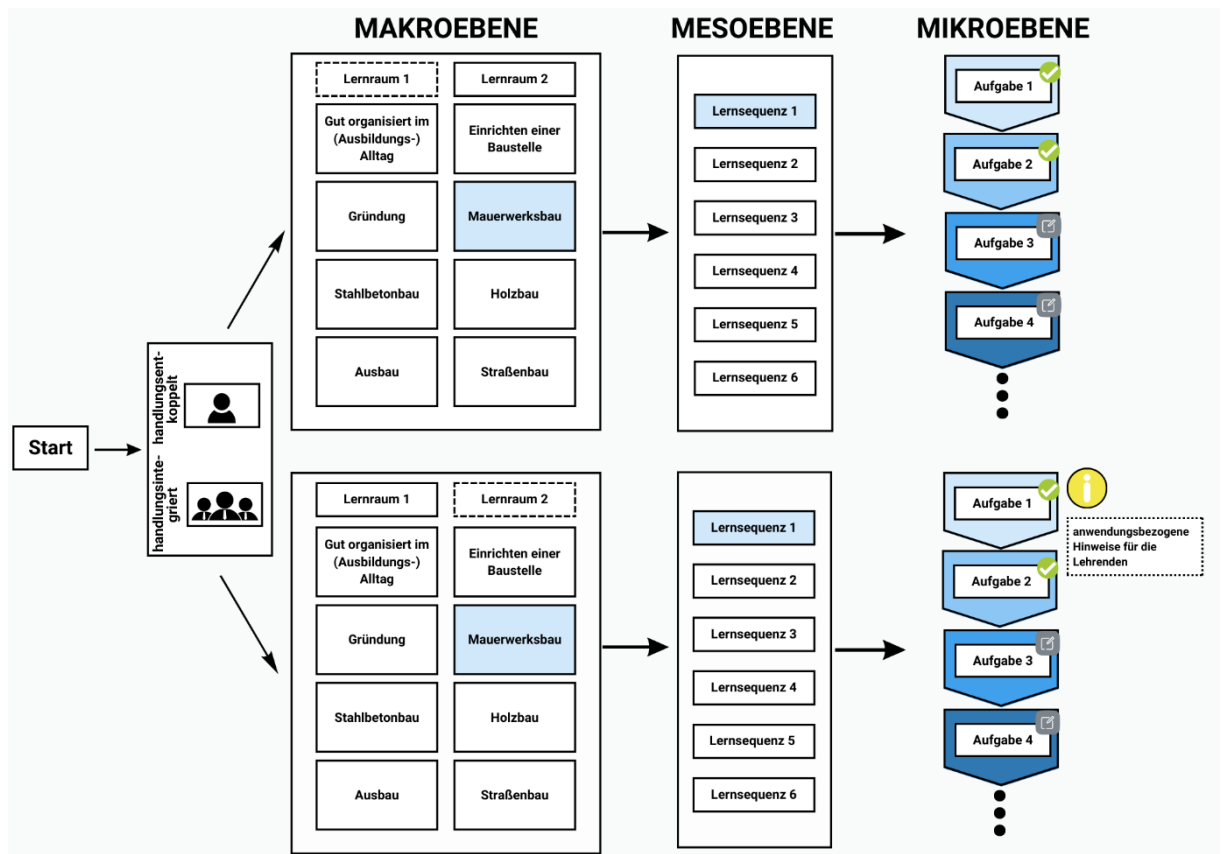 MAKROEBENE
MESOEBENE
MIKROEBENE
Start
handlungsent-
koppelt
handlungsinte-
griert
Lernraum 1
Lernraum 2
Gut organisiert im
(Ausbildungs-)
Alltag
Einrichten einer
Baustelle
Gründung
Mauerwerksbau
Stahlbetonbau
Holzbau
Ausbau
Straßenbau
Lernsequenz 1
Lernsequenz 2
Lernsequenz 3
Lernsequenz 4
Lernsequenz 5
Lernsequenz 6
Aufgabe 1
Aufgabe 2
Aufgabe 3
Aufgabe 4
Lernraum 1
Lernraum 2
Gut organisiert im
(Ausbildungs-)
Alltag
Einrichten einer
Baustelle
Gründung
Mauerwerksbau
Stahlbetonbau
Holzbau
Ausbau
Straßenbau
Lernsequenz 1
Lernsequenz 2
Lernsequenz 3
Lernsequenz 4
Lernsequenz 5
Lernsequenz 6
Aufgabe 1
Aufgabe 2
Aufgabe 3
Aufgabe 4
i
anwendungsbezogene
Hinweise für die
Lehrenden